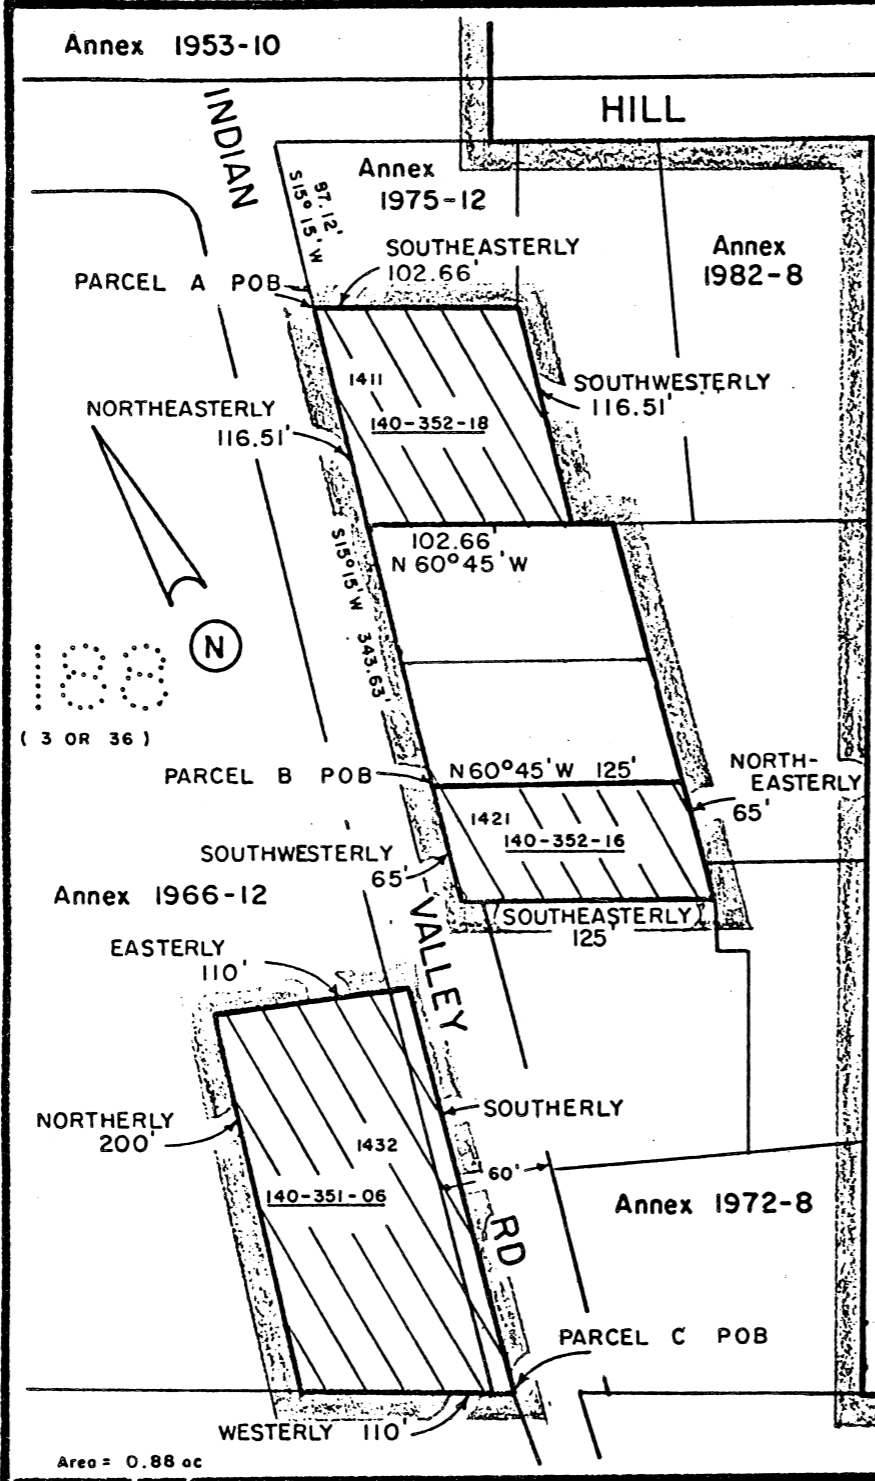 Annex 1953-10
HILL
INDIAN
97.12'
S15° 15' W
Annex
1975-12
SOUTHEASTERLY
102.66'
Annex
1982-8
PARCEL A POB
1411
140-352-18
SOUTHWESTERLY
116.51'
NORTHEASTERLY
116.51'
S15°15'W 343.63'
102.66'
N 60°45'W
N
188
( 3 OR 36 )
PARCEL B POB
N60°45'W 125'
NORTH-
EASTERLY
65'
1421
140-352-16
SOUTHWESTERLY
65'
SOUTHEASTERLY
125'
Annex 1966-12
VALLEY
EASTERLY
110'
NORTHERLY
200'
1432
140-351-06
SOUTHERLY
60'
Annex 1972-8
RD
PARCEL C POB
WESTERLY 110'
Area = 0.88 ac